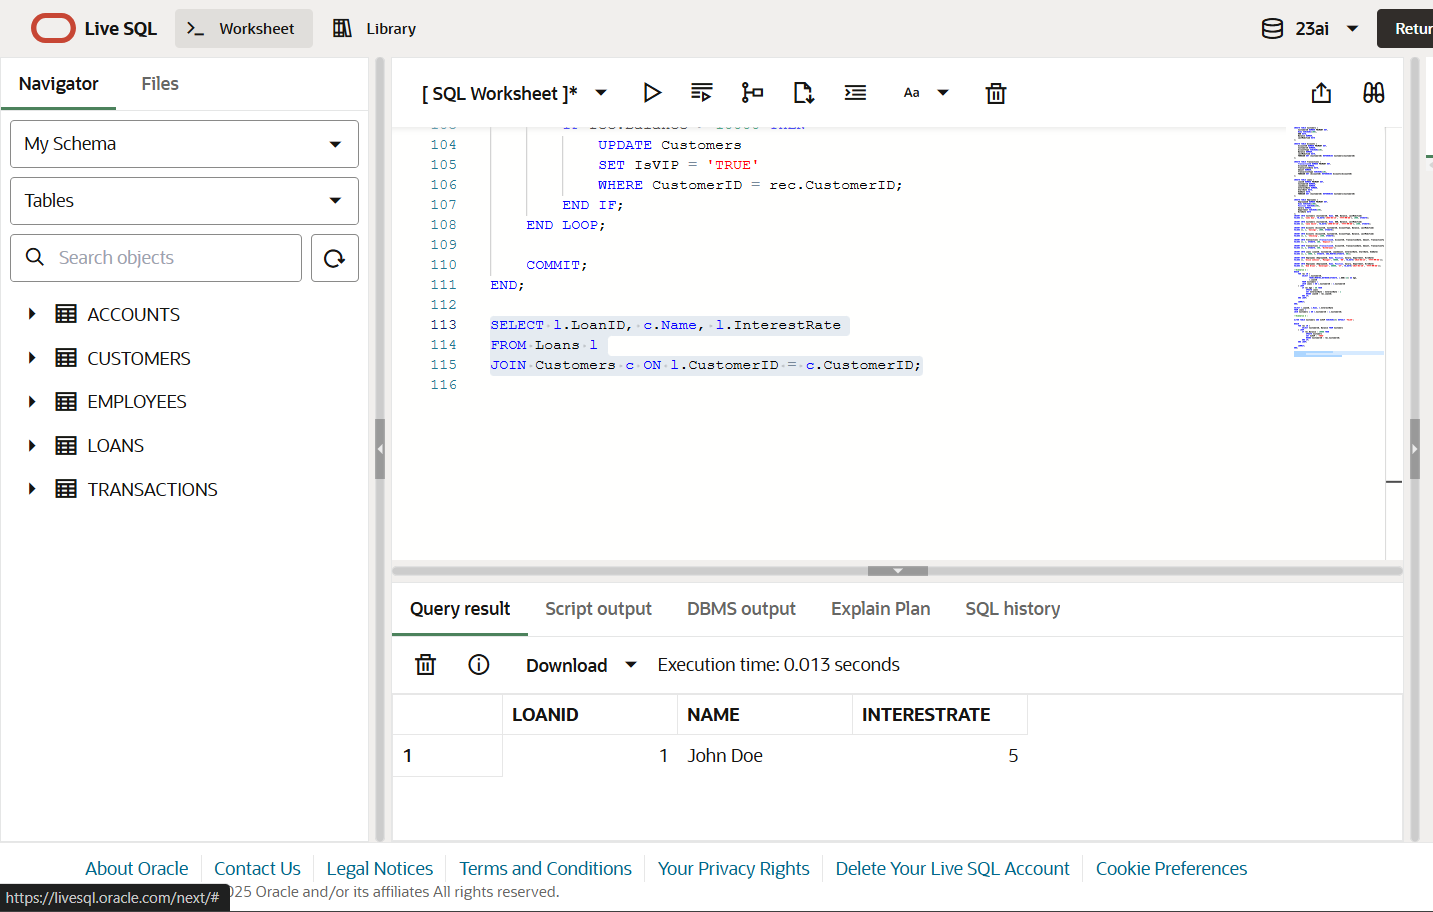 Live SQL
Worksheet
Library
23ai
Retur
Navigator
Files
My Schema
Tables
Search objects
ACCOUNTS
CUSTOMERS
EMPLOYEES
LOANS
TRANSACTIONS
[ SQL Worksheet ]*
Aa
104 UPDATE Customers
105 SET IsVIP = 'TRUE'
106 WHERE CustomerID = rec.CustomerID;
107 END IF;
108 END LOOP;
109
110 COMMIT;
111 END;
112
113 SELECT l.LoanID, c.Name, l.InterestRate
114 FROM Loans l
115 JOIN Customers c ON l.CustomerID = c.CustomerID;
116
Query result
Script output
DBMS output
Explain Plan
SQL history
Download
Execution time: 0.013 seconds
LOANID NAME INTERESTRATE
1 1 John Doe 5
About Oracle
Contact Us
Legal Notices
Terms and Conditions
Your Privacy Rights
Delete Your Live SQL Account
Cookie Preferences
https://livesql.oracle.com/next/#
025 Oracle and/or its affiliates All rights reserved.